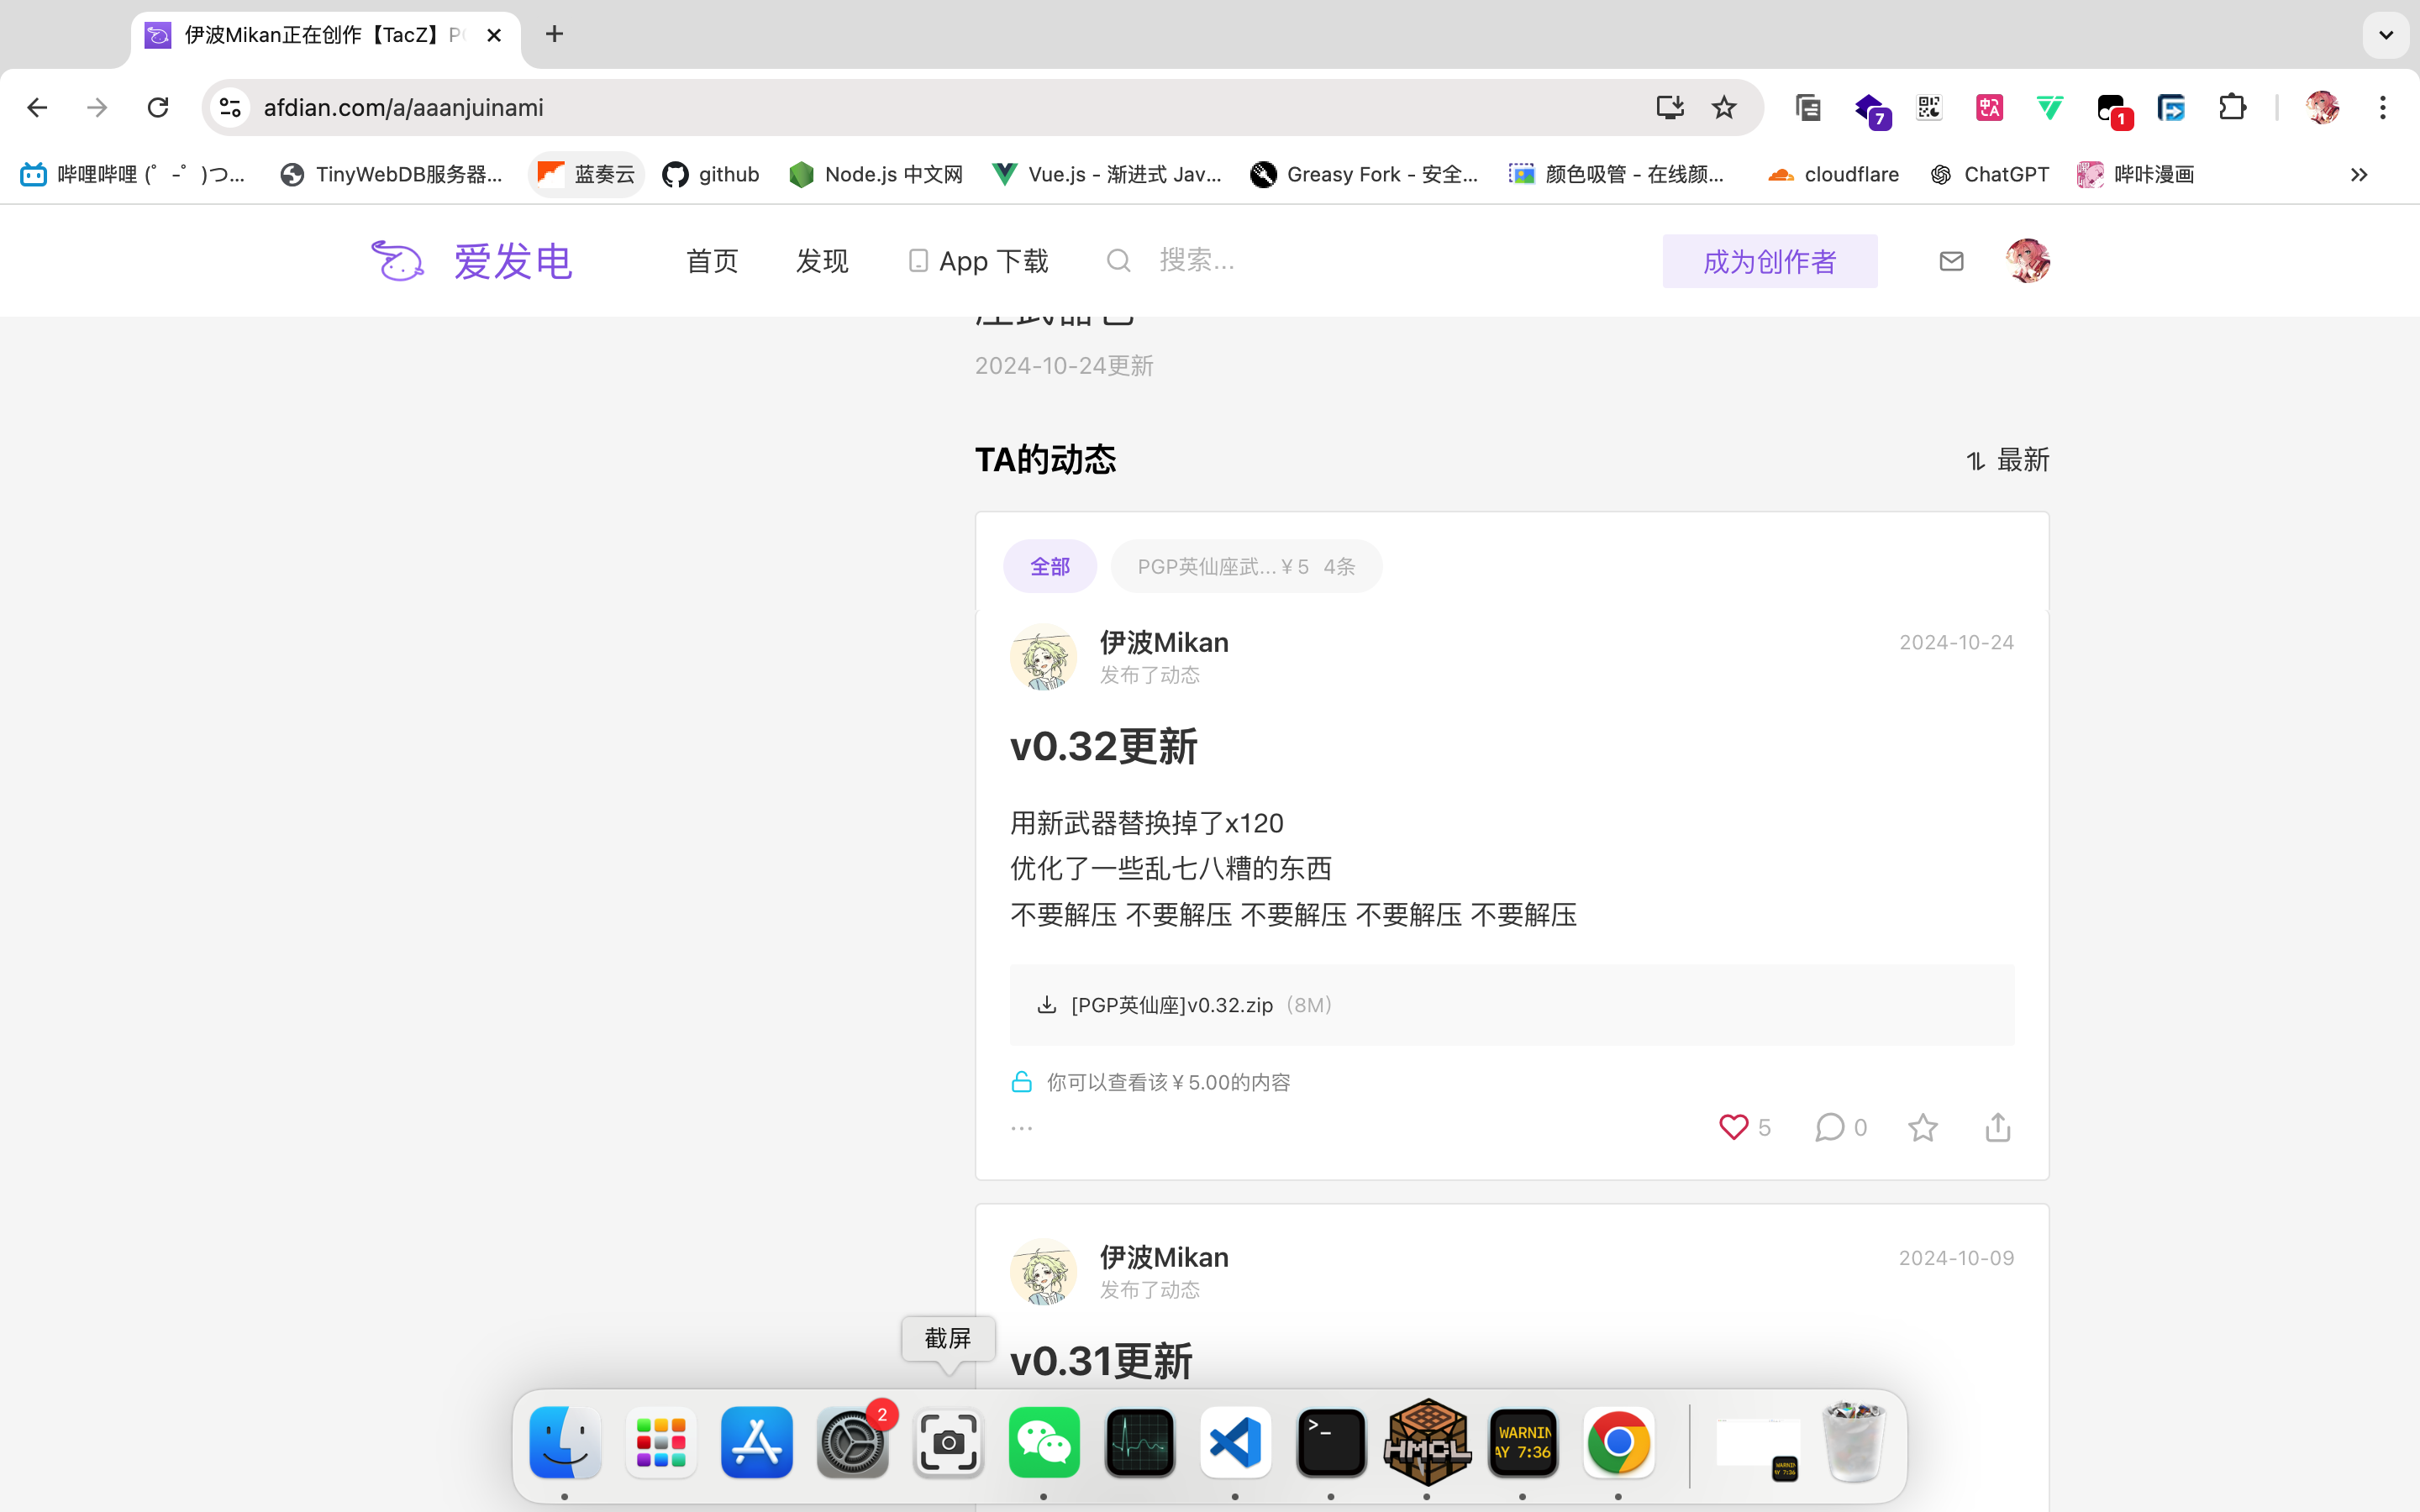 伊波Mikan正在创作【TacZ】
afdian.com/a/aaanjuinami
7
1
哔哩哔哩 (゜-゜)つ...
TinyWebDB服务器...
蓝奏云
github
Node.js 中文网
Vue.js - 渐进式 Jav...
Greasy Fork - 安全...
颜色吸管 - 在线颜...
cloudflare
ChatGPT
哔咔漫画
爱发电
首页
发现
App 下载
搜索...
成为创作者
2024-10-24更新
TA的动态
最新
全部
PGP英仙座武...￥5 4条
伊波Mikan
2024-10-24
发布了动态
v0.32更新
用新武器替换掉了x120
优化了一些乱七八糟的东西
不要解压 不要解压 不要解压 不要解压 不要解压
[PGP英仙座]v0.32.zip（8M）
你可以查看该￥5.00的内容
...
5
0
伊波Mikan
2024-10-09
发布了动态
截屏
v0.31更新
2
HMCL
WARNIN
AY 7:36